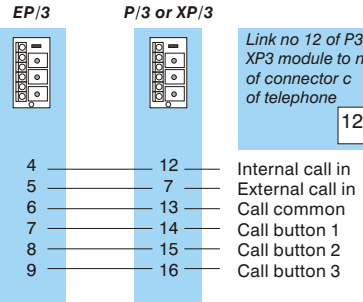 EP/3 P/3 or XP/3
Link no 12 of P3
XP3 module to n
of connector c
of telephone
12
4 12 Internal call in
5 7 External call in
6 13 Call common
7 14 Call button 1
8 15 Call button 2
9 16 Call button 3